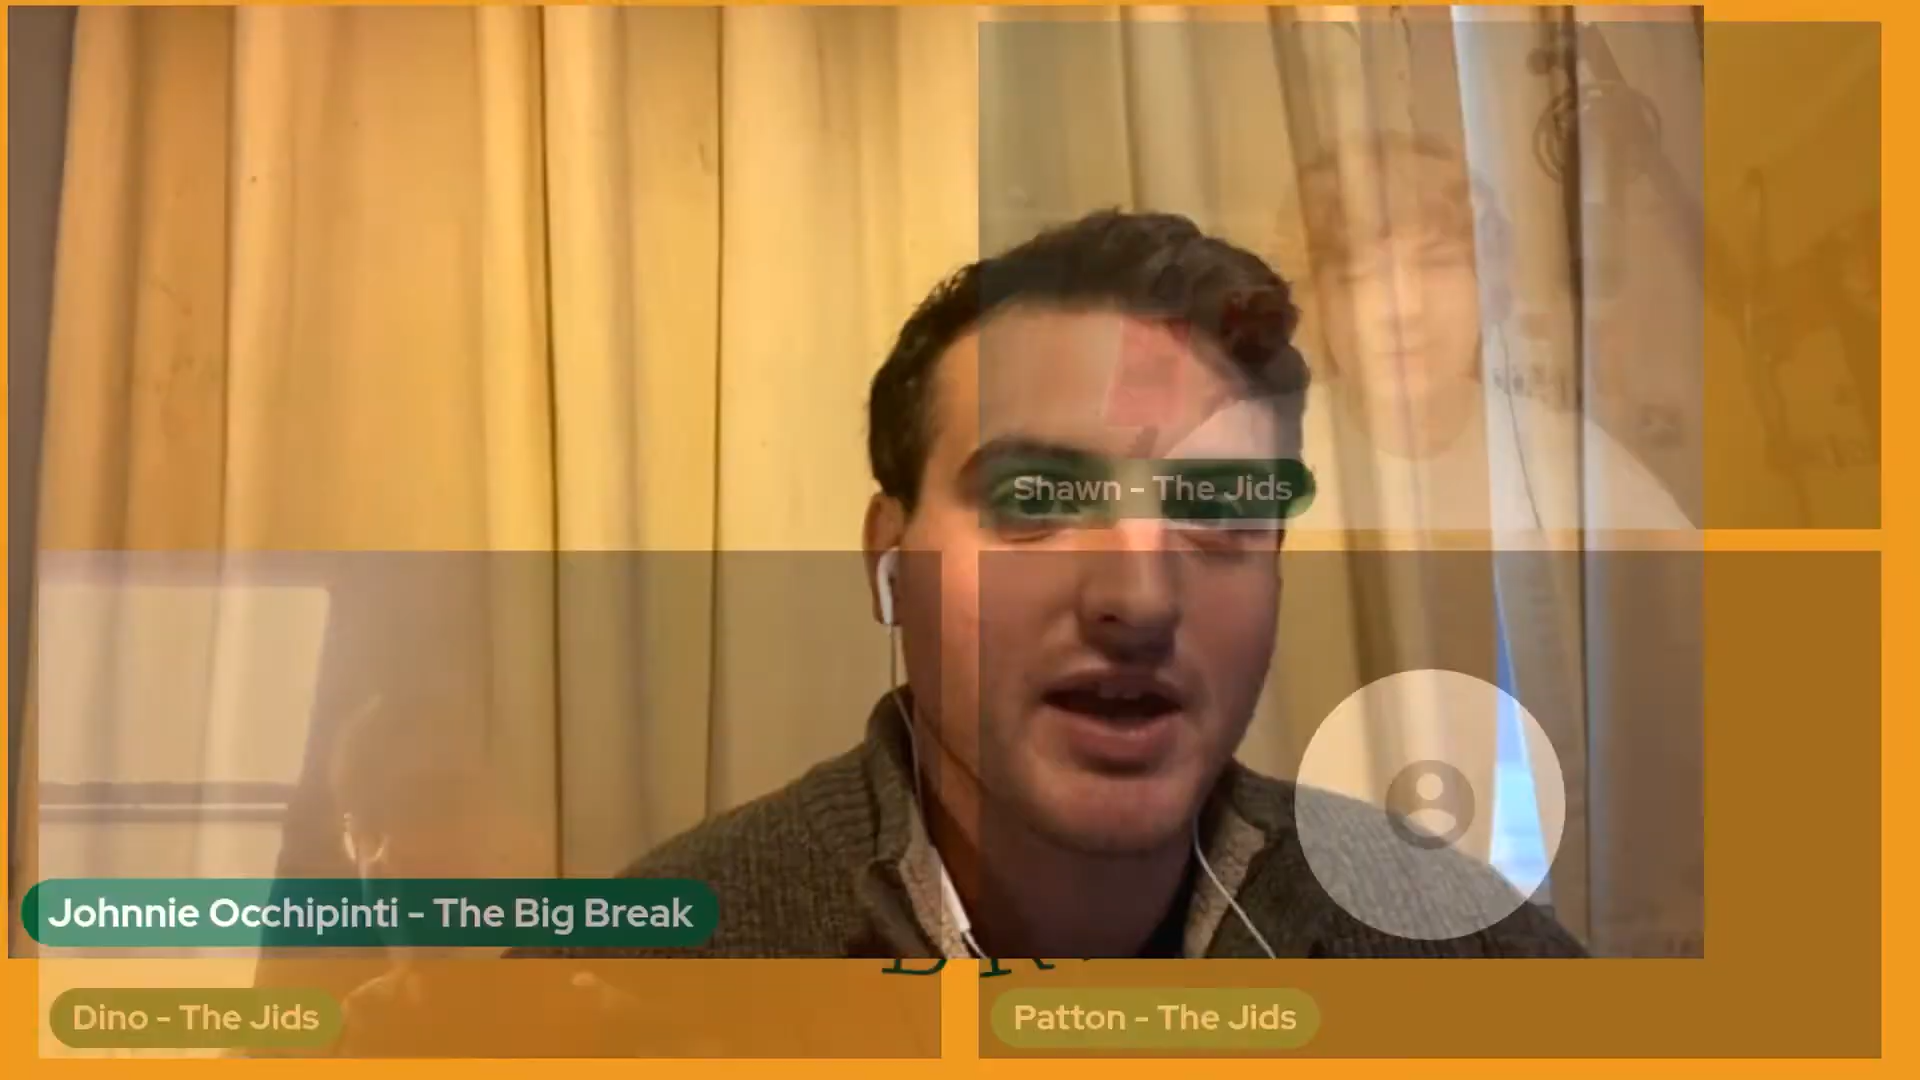 Shawn - The Jids
Johnnie Occhipinti - The Big Break
Dino - The Jids
Patton - The Jids